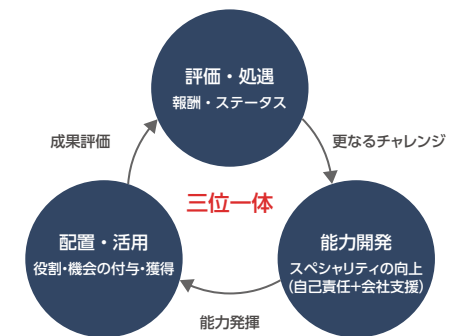 評価・処遇
報酬・ステータス
成果評価
更なるチャレンジ
三位一体
配置・活用
役割・機会の付与・獲得
能力開発
スペシャリティの向上
(自己責任+会社支援)
能力発揮